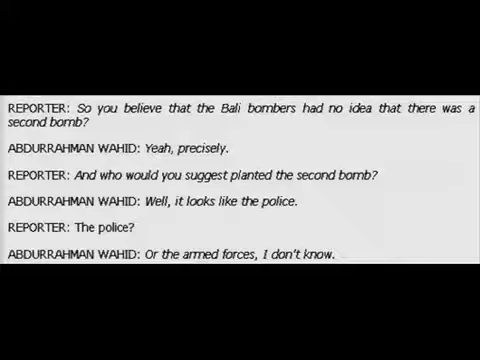 REPORTER: So you believe that the Bali bombers had no idea that there was a
second bomb?
ABDURRAHMAN WAHID: Yeah, precisely.
REPORTER: And who would you suggest planted the second bomb?
ABDURRAHMAN WAHID: Well, it looks like the police.
REPORTER: The police?
ABDURRAHMAN WAHID: Or the armed forces, I don't know.